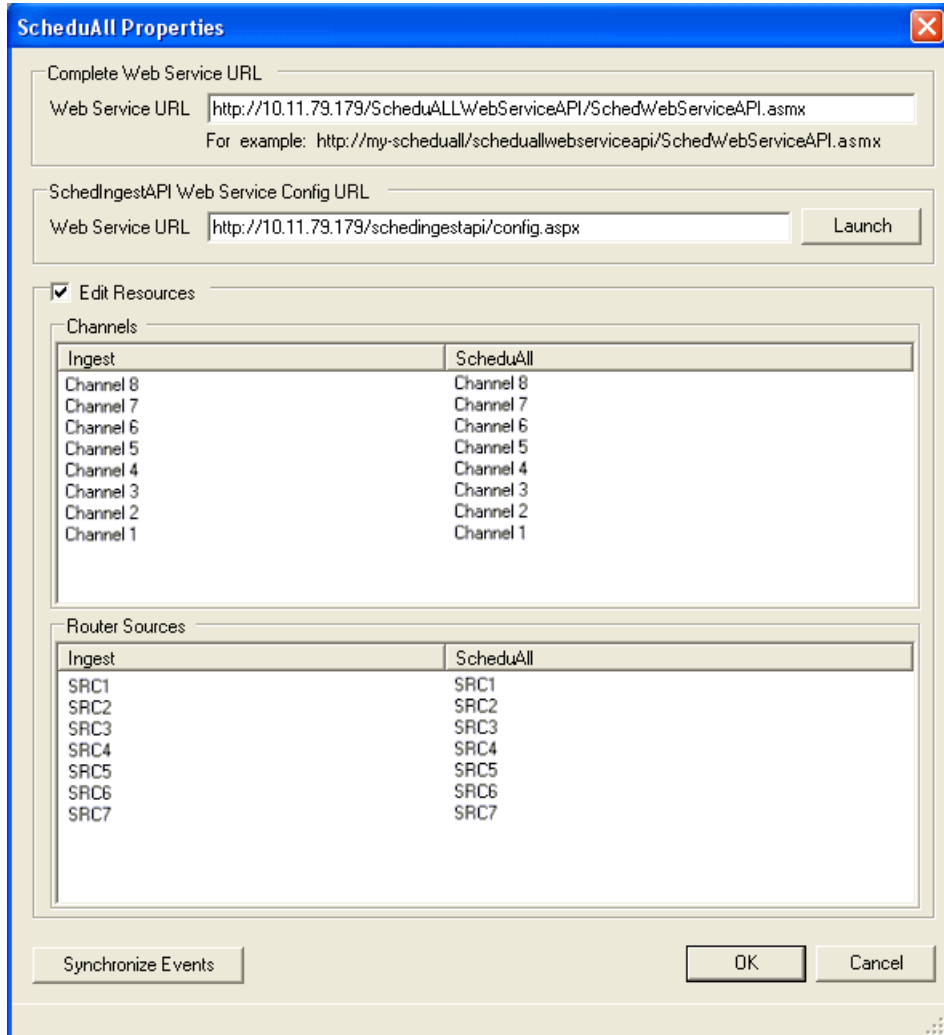 ScheduAll Properties
Complete Web Service URL
Web Service URL http://10.11.79.179/ScheduALLWebServiceAPI/SchedWebServiceAPI.asmx
For example: http://my-scheduall/scheduallwebserviceapi/SchedWebServiceAPI.asmx
SchedIngestAPI Web Service Config URL
Web Service URL http://10.11.79.179/schedingestapi/config.aspx Launch
Edit Resources
Channels
Ingest ScheduAll
Channel 8 Channel 8
Channel 7 Channel 7
Channel 6 Channel 6
Channel 5 Channel 5
Channel 4 Channel 4
Channel 3 Channel 3
Channel 2 Channel 2
Channel 1 Channel 1
Router Sources
Ingest ScheduAll
SRC1 SRC1
SRC2 SRC2
SRC3 SRC3
SRC4 SRC4
SRC5 SRC5
SRC6 SRC6
SRC7 SRC7
Synchronize Events OK Cancel